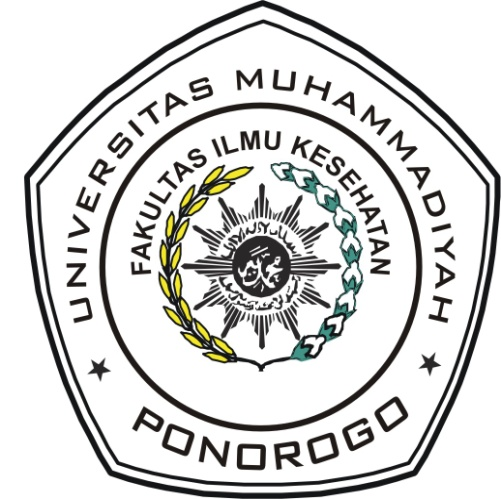 UNIVERSITAS MUHAMMADIYAH
PONOROGO
FAKULTAS ILMU KESEHATAN